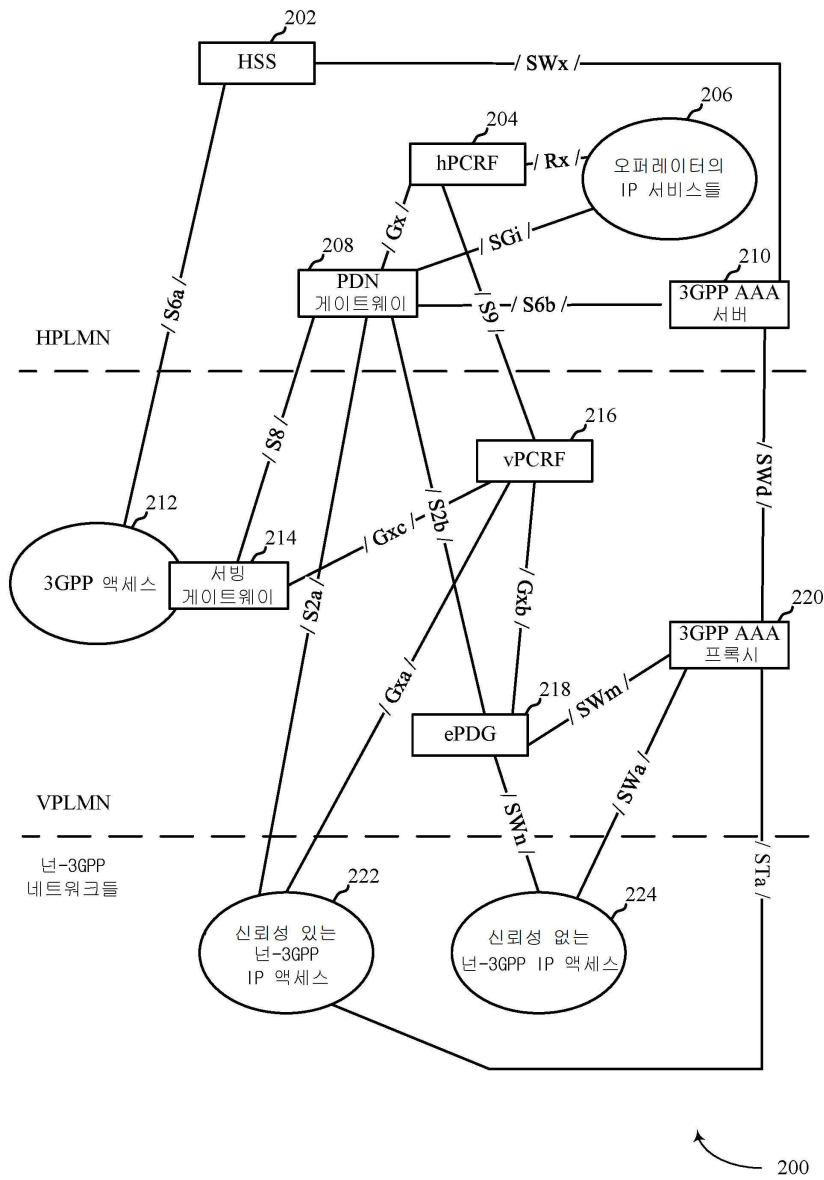 202
HSS
/ SWx /
204
206
hPCRF
/ Rx /
오퍼레이터의
IP 서비스들
/ Gx /
/ SGi /
208
210
PDN
게이트웨이
/ S6b /
3GPP AAA
서버
/ S6a /
/ S9 /
HPLMN
216
/ S8 /
vPCRF
/ SWd /
/ S2b /
212
214
/ Gxc /
3GPP 액세스
서빙
게이트웨이
/ S2a /
/ Gxb /
220
3GPP AAA
프록시
/ Gxa /
218
/ SWm /
ePDG
/ SWa /
VPLMN
/ SWn /
넌-3GPP
네트워크들
/ STa /
222
224
신뢰성 있는
넌-3GPP
IP 액세스
신뢰성 없는
넌-3GPP IP 액세스
200